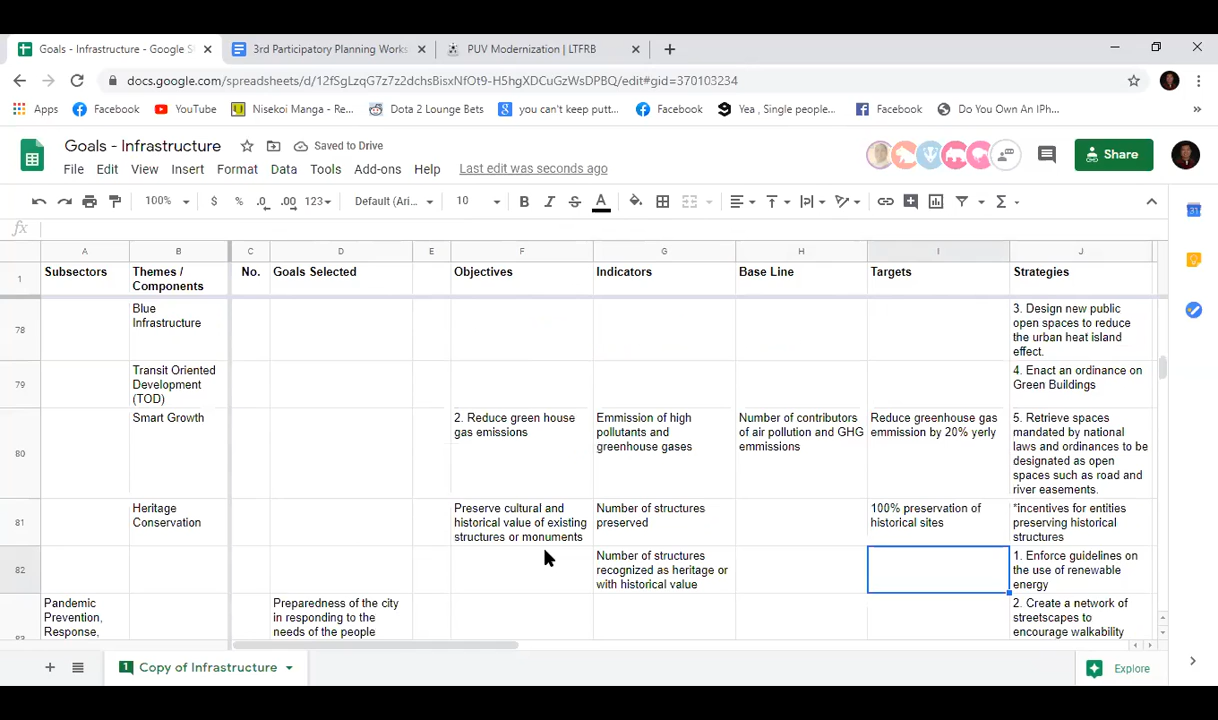 Goals - Infrastructure - Google S
3rd Participatory Planning Works
PUV Modernization | LTFRB
docs.google.com/spreadsheets/d/12fSgLzqG7z7z2dchsBisxNfOt9-H5hgXDCuGzWsDPBQ/edit#gid=370103234
Apps
Facebook
YouTube
Nisekoi Manga - Re...
Dota 2 Lounge Bets
you can't keep putt...
Facebook
Yea , Single people...
Facebook
Do You Own An IPh...
Goals - Infrastructure
Saved to Drive
Share
File Edit View Insert Format Data Tools Add-ons Help
Last edit was seconds ago
100% $ % .0 .00 123 Default (Ari... 10 B I S A
fx
A B C D E F G H I J
1
Subsectors
Themes /
Components
No.
Goals Selected
Objectives
Indicators
Base Line
Targets
Strategies
78
Blue
Infrastructure
3. Design new public
open spaces to reduce
the urban heat island
effect.
79
Transit Oriented
Development
(TOD)
4. Enact an ordinance on
Green Buildings
80
Smart Growth
2. Reduce green house
gas emissions
Emmission of high
pollutants and
greenhouse gases
Number of contributors
of air pollution and GHG
emmissions
Reduce greenhouse gas
emmission by 20% yerly
5. Retrieve spaces
mandated by national
laws and ordinances to be
designated as open
spaces such as road and
river easements.
81
Heritage
Conservation
Preserve cultural and
historical value of existing
structures or monuments
Number of structures
preserved
100% preservation of
historical sites
*incentives for entities
preserving historical
structures
82
Number of structures
recognized as heritage or
with historical value
1. Enforce guidelines on
the use of renewable
energy
83
Pandemic
Prevention,
Response,
Preparedness of the city
in responding to the
needs of the people
2. Create a network of
streetscapes to
encourage walkability
1 Copy of Infrastructure
Explore
31